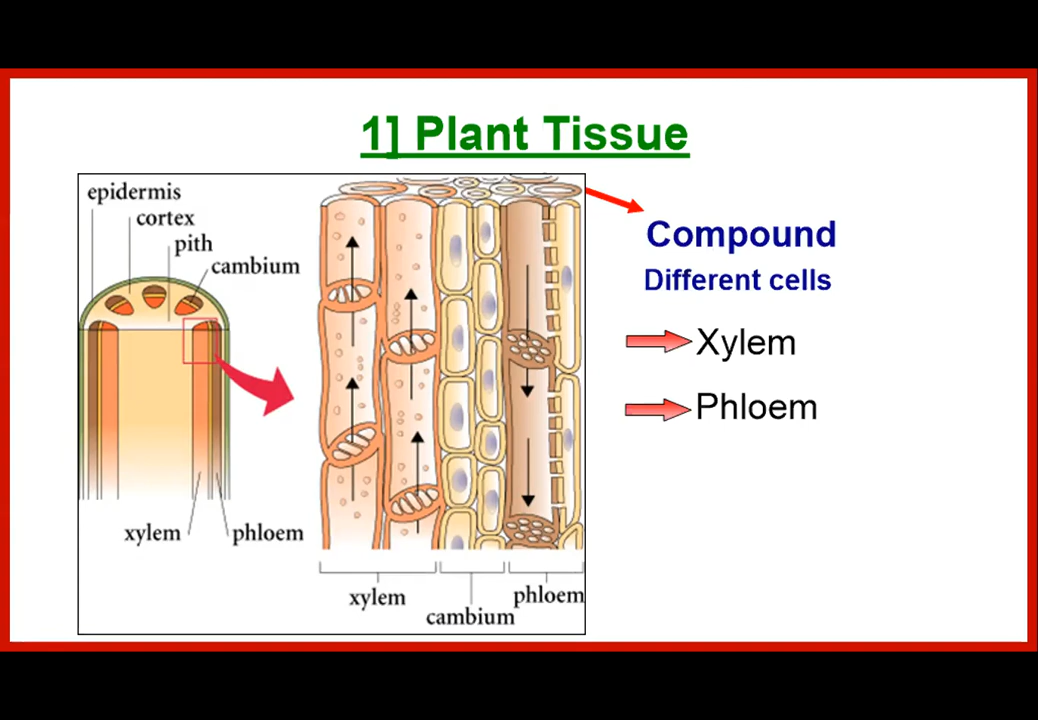 1] Plant Tissue
epidermis
cortex
pith
cambium
xylem
phloem
xylem
cambium
phloem
Compound
Different cells
Xylem
Phloem